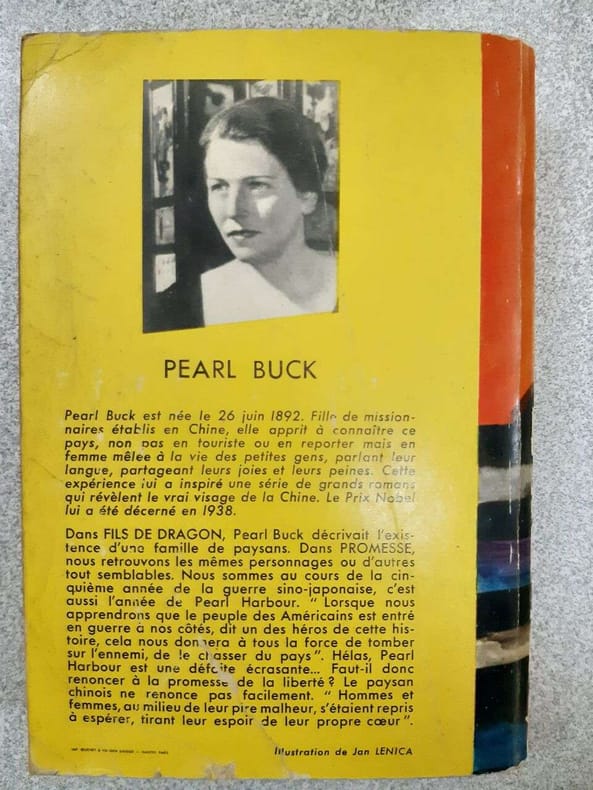 PEARL BUCK
Pearl Buck est née le 26 juin 1892. Fille de mission-
naires établis en Chine, elle apprit à connaître ce
pays, non pas en touriste ou en reporter mais en
femme mêlée à la vie des petites gens, parlant leur
langue, partageant leurs joies et leurs peines. Cette
expérience lui a inspiré une série de grands romans
qui révèlent le vrai visage de la Chine. Le Prix Nobel
lui a été décerné en 1938.
Dans FILS DE DRAGON, Pearl Buck décrivait l'exis-
tence d'une famille de paysans. Dans PROMESSE,
nous retrouvons les mêmes personnages ou d'autres
tout semblables. Nous sommes au cours de la cin-
quième année de la guerre sino-japonaise, c'est
aussi l'année de Pearl Harbour. " Lorsque nous
apprendrons que le peuple des Américains est entré
en guerre à nos côtés, dit un des héros de cette his-
toire, cela nous donnera à tous la force de tomber
sur l'ennemi, de le chasser du pays ". Hélas, Pearl
Harbour est une défaite écrasante... Faut-il donc
renoncer à la promesse de la liberté ? Le paysan
chinois ne renonce pas facilement. " Hommes et
femmes, au milieu de leur pire malheur, s'étaient repris
à espérer, tirant leur espoir de leur propre cœur ".
Illustration de Jan LENICA